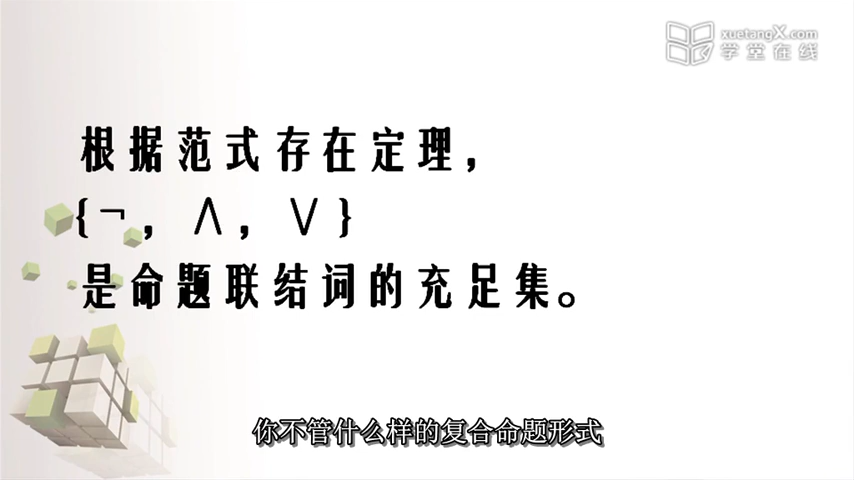 xuetangX.com
学堂在线
根据范式存在定理，
{¬，∧，∨}
是命题联结词的充足集。
你不管什么样的复合命题形式